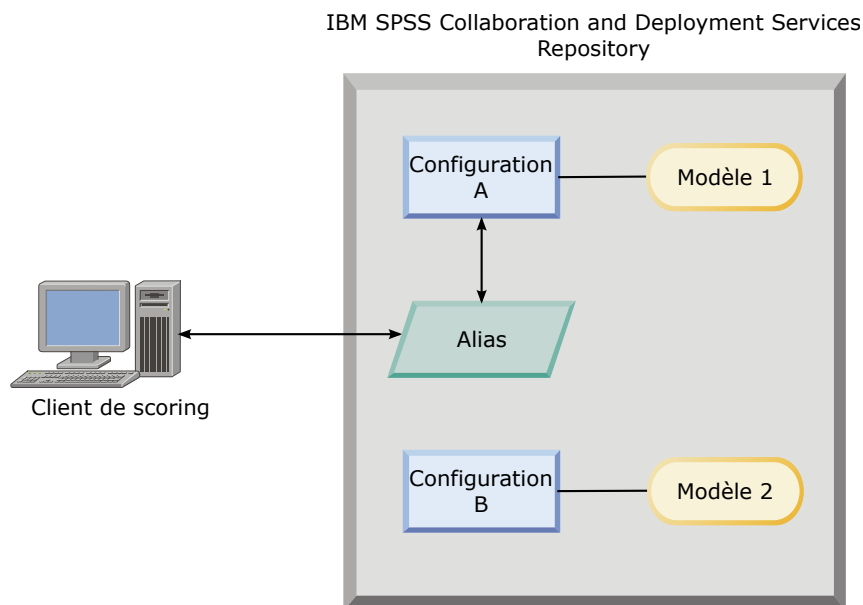 IBM SPSS Collaboration and Deployment Services
Repository
Configuration
A
Modèle 1
Alias
Client de scoring
Configuration
B
Modèle 2